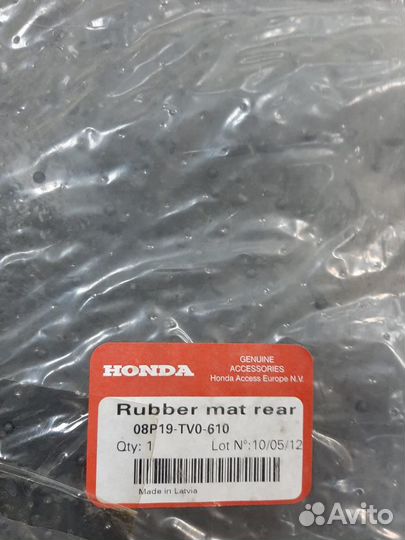 HONDA
GENUINE
ACCESSORIES
Honda Access Europe N.V.
Rubber mat rear
08P19-TV0-610
Qty: 1 Lot N°:10/05/12
Made in Latvia
Avito